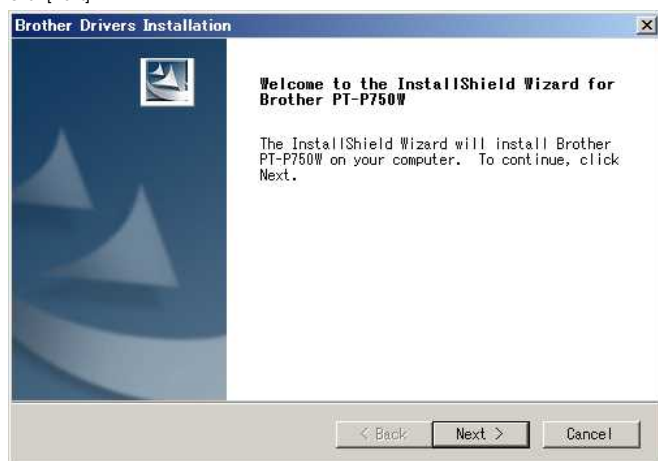 Brother Drivers Installation
Welcome to the InstallShield Wizard for
Brother PT-P750W
The InstallShield Wizard will install Brother
PT-P750W on your computer. To continue, click
Next.
< Back
Next >
Cancel